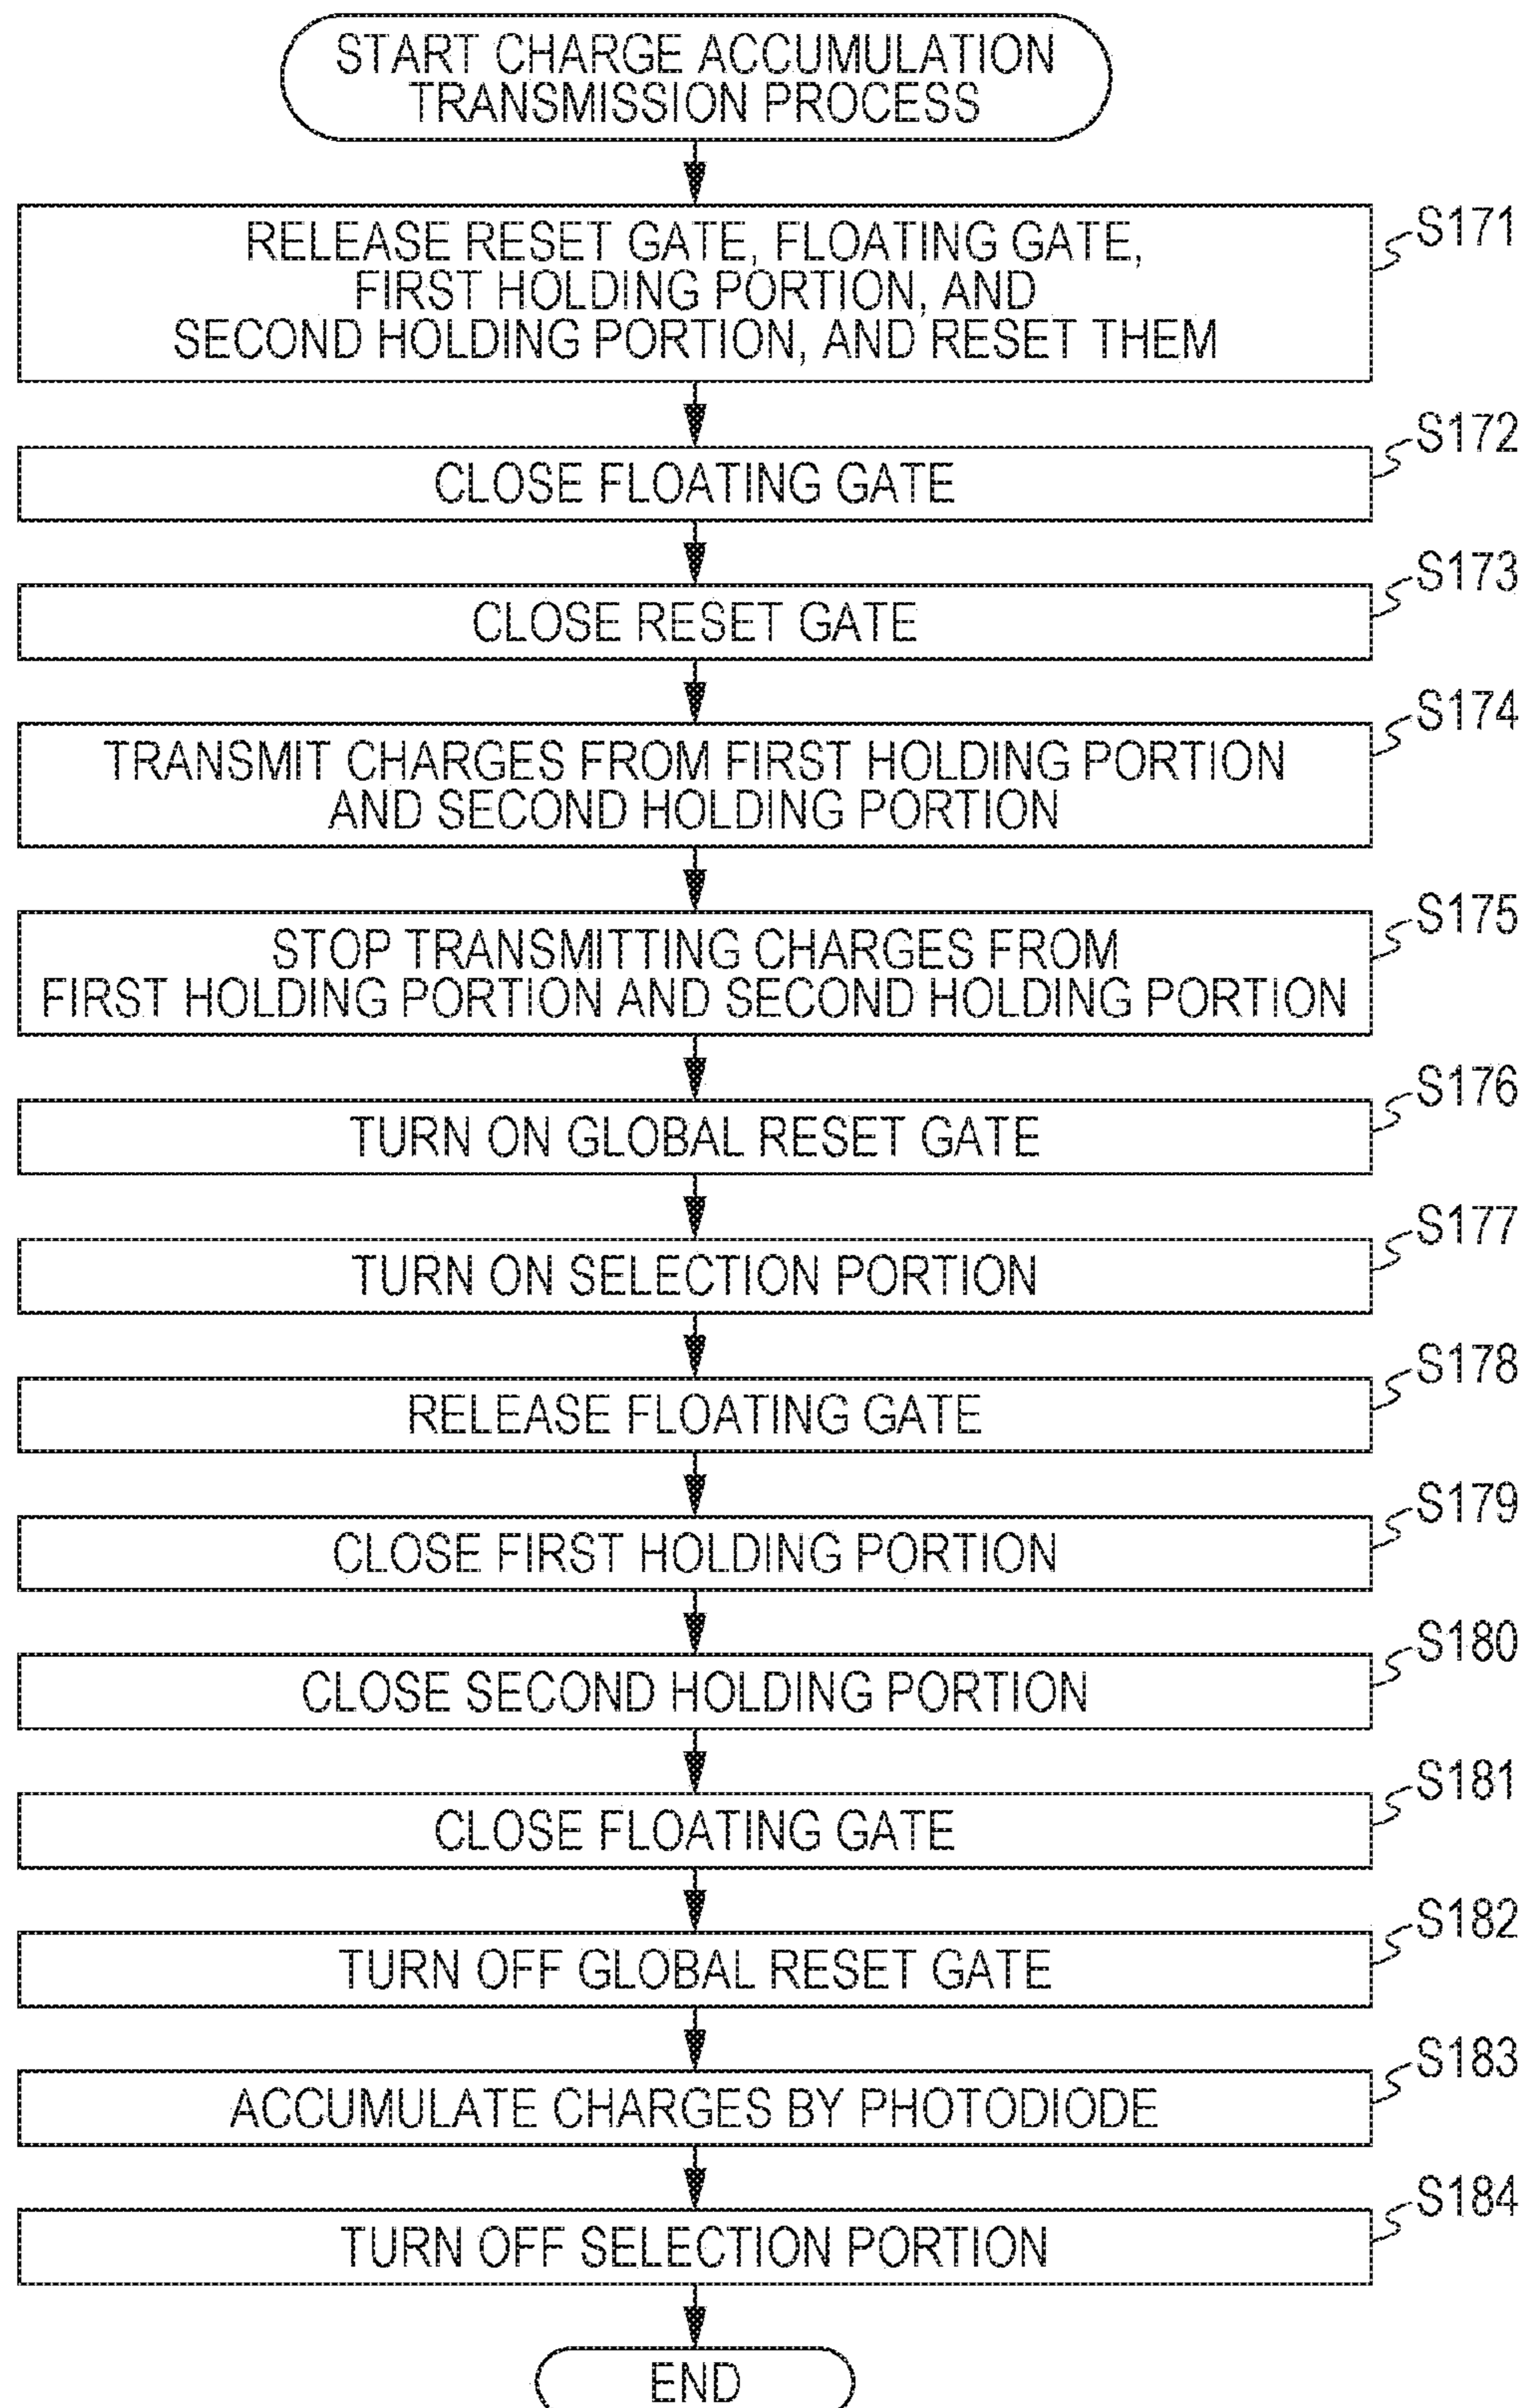 START CHARGE ACCUMULATION
TRANSMISSION PROCESS
RELEASE RESET GATE, FLOATING GATE,
FIRST HOLDING PORTION, AND
SECOND HOLDING PORTION, AND RESET THEM
S171
CLOSE FLOATING GATE
S172
CLOSE RESET GATE
S173
TRANSMIT CHARGES FROM FIRST HOLDING PORTION
AND SECOND HOLDING PORTION
S174
STOP TRANSMITTING CHARGES FROM
FIRST HOLDING PORTION AND SECOND HOLDING PORTION
S175
TURN ON GLOBAL RESET GATE
S176
TURN ON SELECTION PORTION
S177
RELEASE FLOATING GATE
S178
CLOSE FIRST HOLDING PORTION
S179
CLOSE SECOND HOLDING PORTION
S180
CLOSE FLOATING GATE
S181
TURN OFF GLOBAL RESET GATE
S182
ACCUMULATE CHARGES BY PHOTODIODE
S183
TURN OFF SELECTION PORTION
S184
END